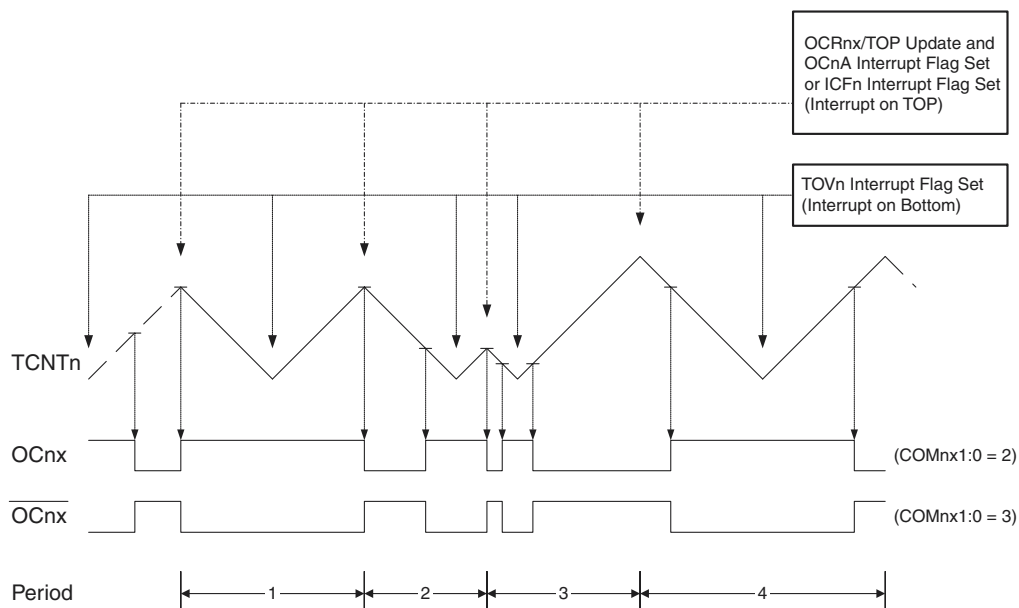 OCRnx/TOP Update and
OCnA Interrupt Flag Set
or ICFn Interrupt Flag Set
(Interrupt on TOP)
TOVn Interrupt Flag Set
(Interrupt on Bottom)
TCNTn
OCnx
(COMnx1:0 = 2)
OCnx
(COMnx1:0 = 3)
Period
1
2
3
4